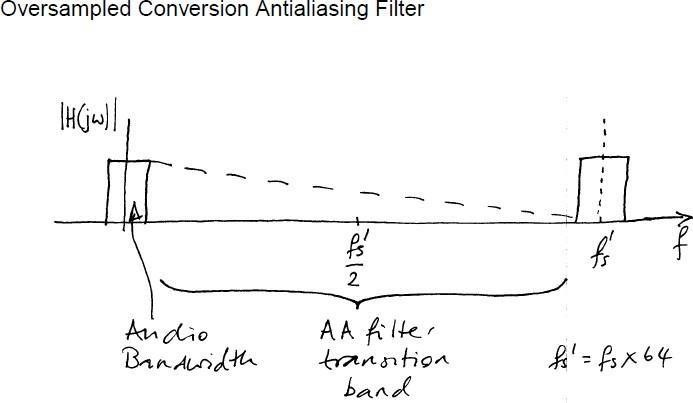 Oversampled Conversion Antialiasing Filter
|H(jω)|
fs'/2
fs'
f
Audio
Bandwidth
AA filter
transition
band
fs' = fs x 64